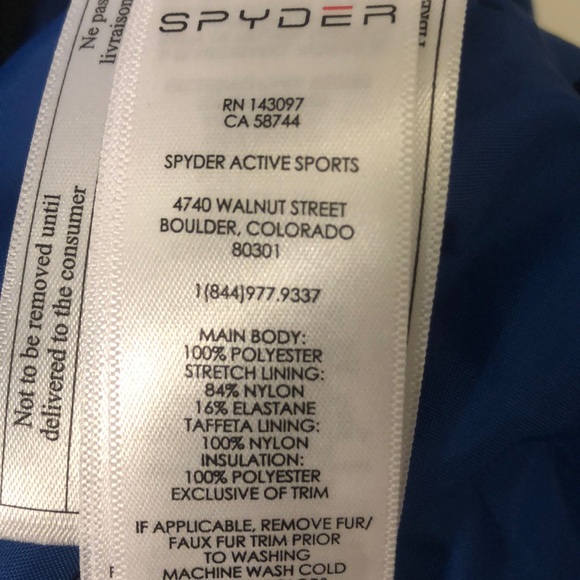 Ne pas
livraison
Not to be removed until
delivered to the consumer
SPYDER
RN 143097
CA 58744
SPYDER ACTIVE SPORTS
4740 WALNUT STREET
BOULDER, COLORADO
80301
1(844)977.9337
MAIN BODY:
100% POLYESTER
STRETCH LINING:
84% NYLON
16% ELASTANE
TAFFETA LINING:
100% NYLON
INSULATION:
100% POLYESTER
EXCLUSIVE OF TRIM
IF APPLICABLE, REMOVE FUR/
FAUX FUR TRIM PRIOR
TO WASHING
MACHINE WASH COLD